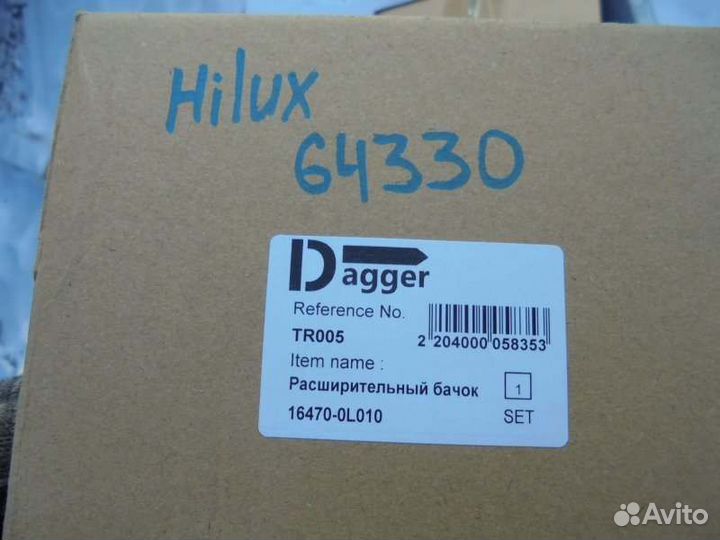 Hilux
64330
Dagger
Reference No.
TR005
2 204000 058353
Item name :
Расширительный бачок
1
16470-0L010
SET
Avito